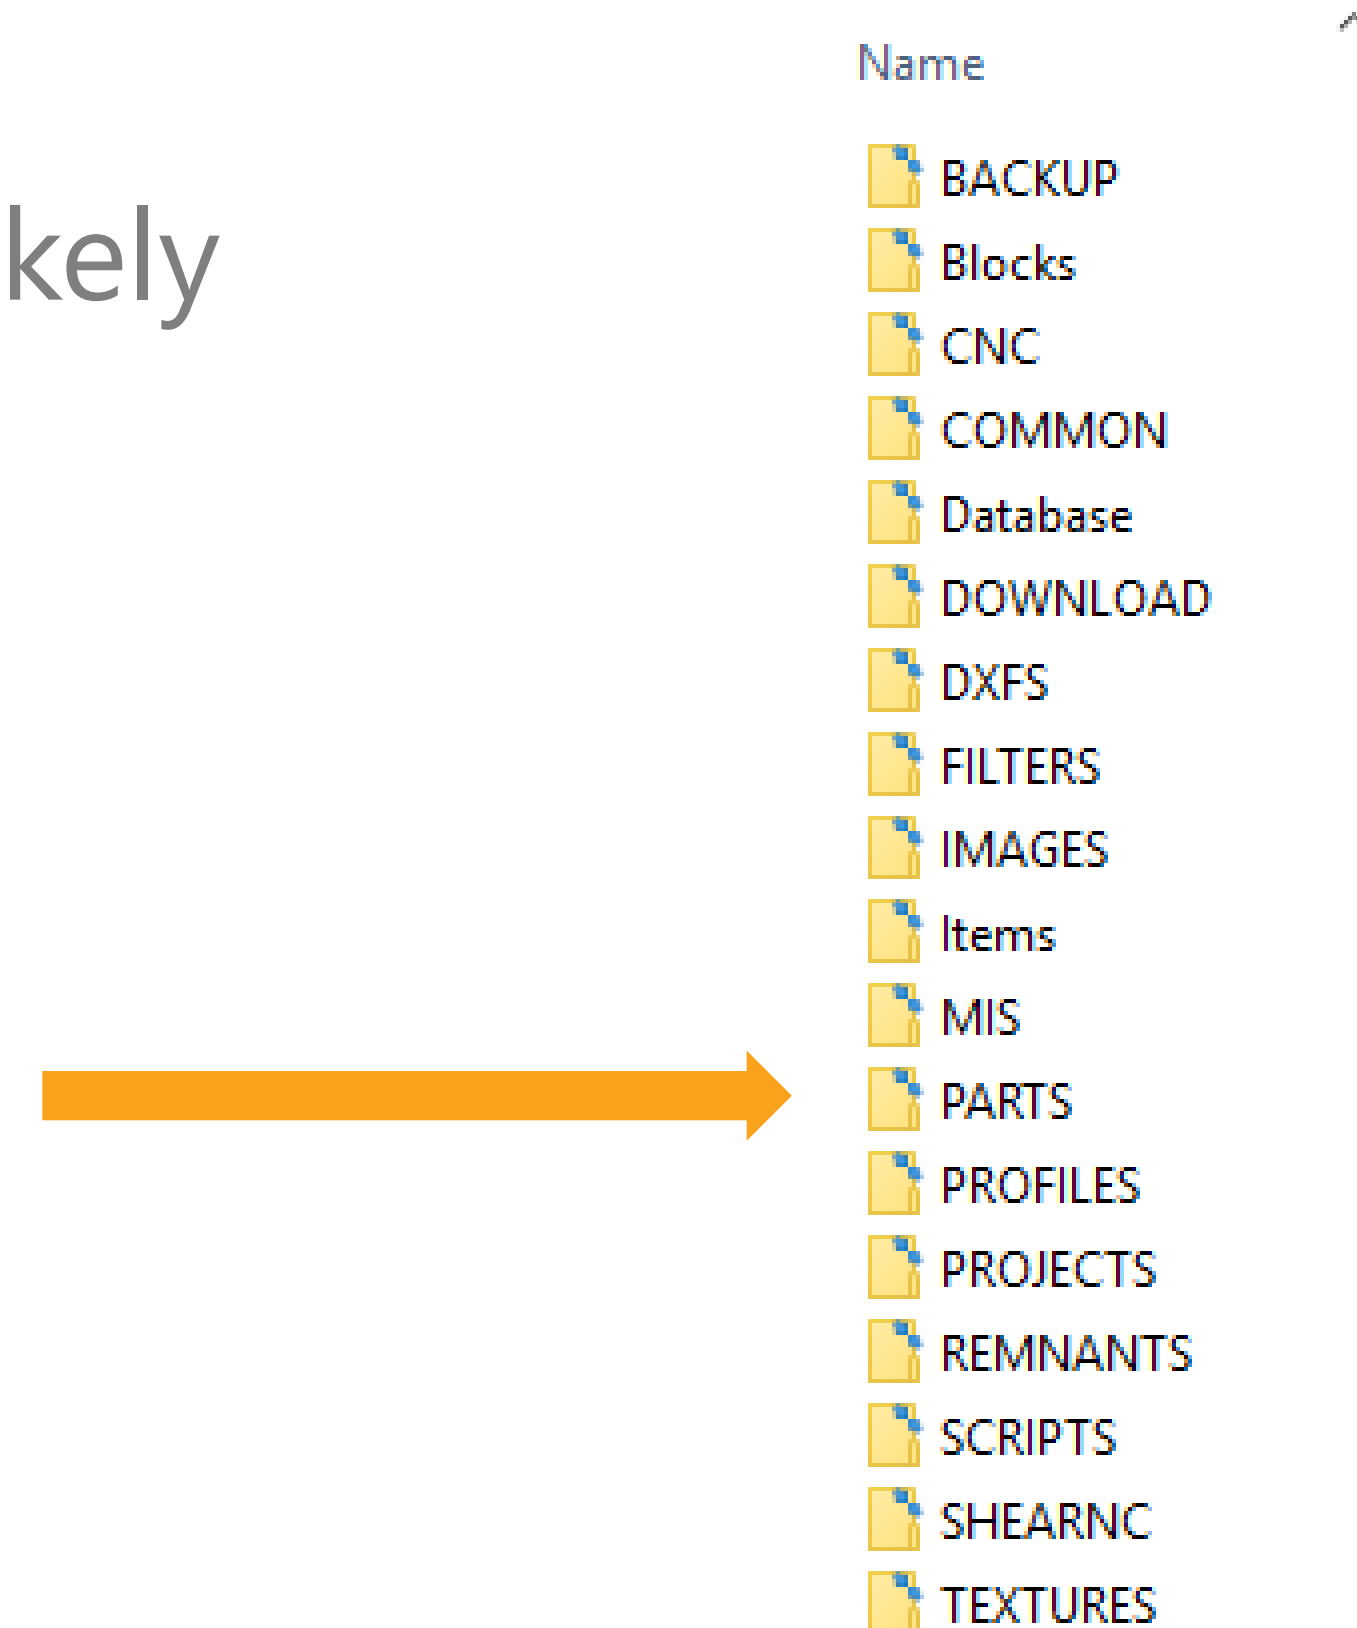 Name
kely
BACKUP
Blocks
CNC
COMMON
Database
DOWNLOAD
DXFS
FILTERS
IMAGES
Items
MIS
PARTS
PROFILES
PROJECTS
REMNANTS
SCRIPTS
SHEARNC
TEXTURES